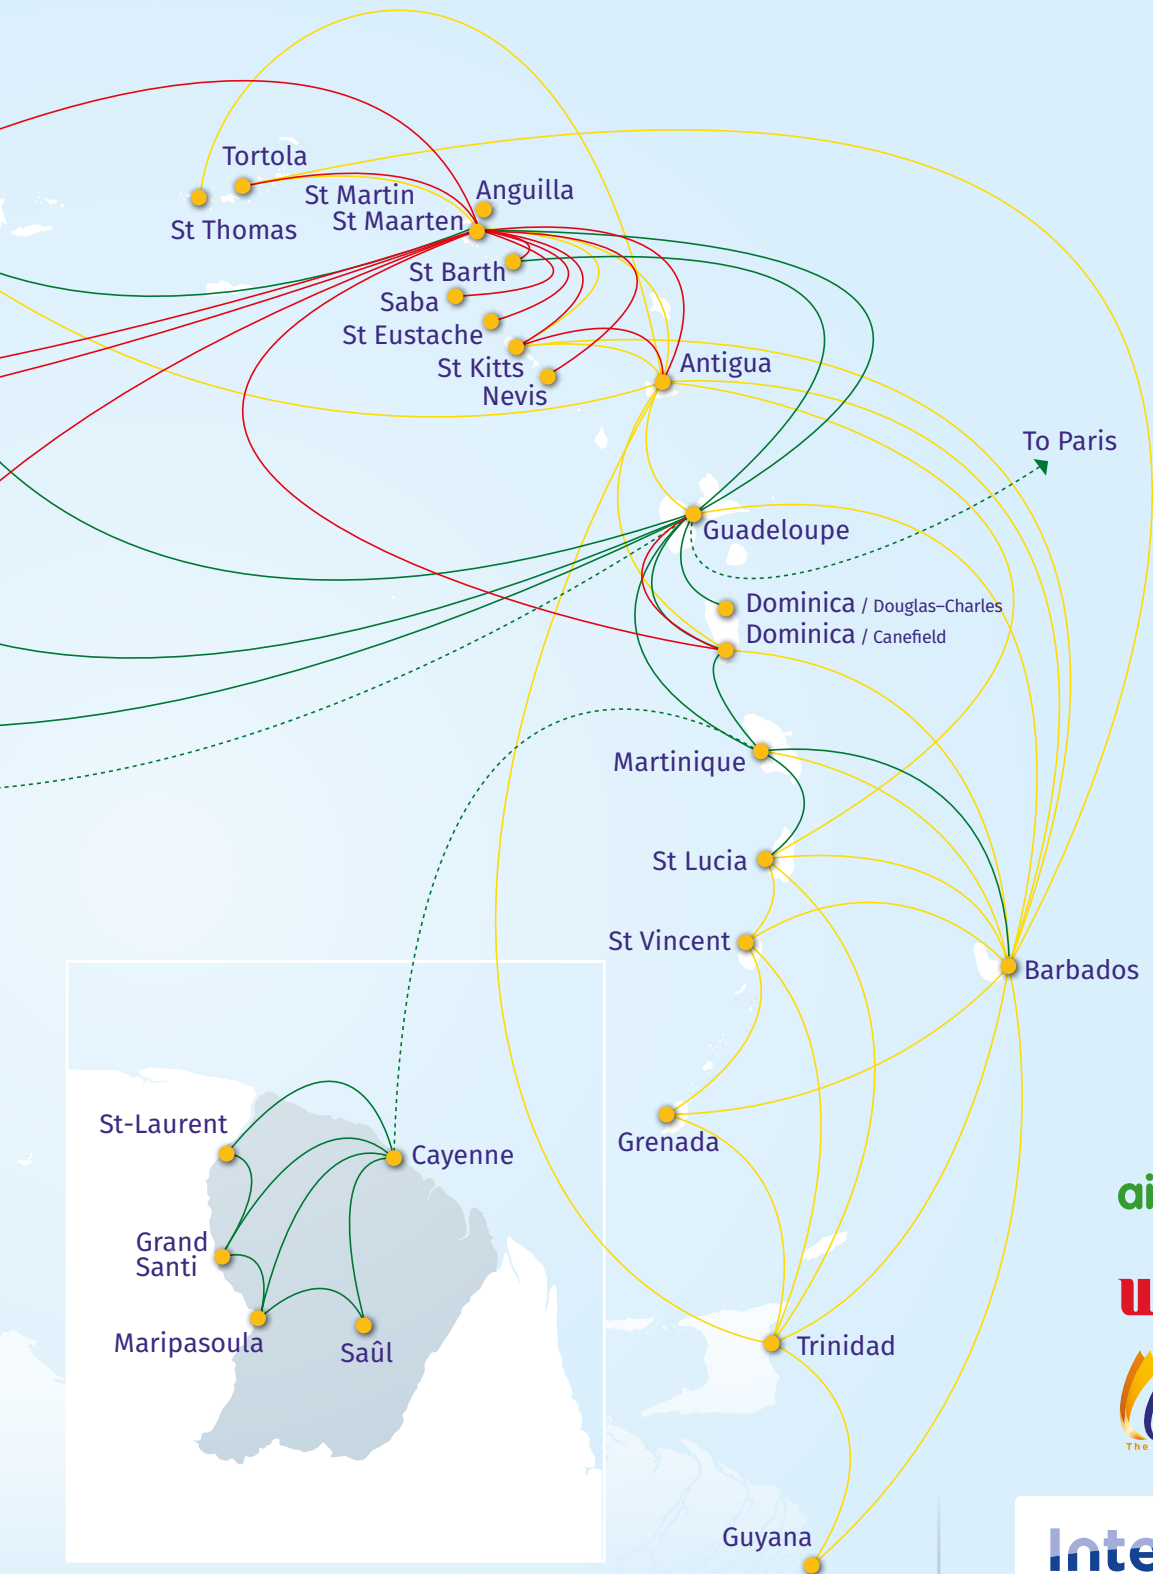 Tortola
St Martin
Anguilla
St Thomas
St Maarten
St Barth
Saba
St Eustache
St Kitts
Antigua
Nevis
To Paris
Guadeloupe
Dominica / Douglas–Charles
Dominica / Canefield
Martinique
St Lucia
St Vincent
Barbados
St-Laurent
Grenada
Cayenne
Grand
Santi
Maripasoula
Saûl
Trinidad
The
Guyana